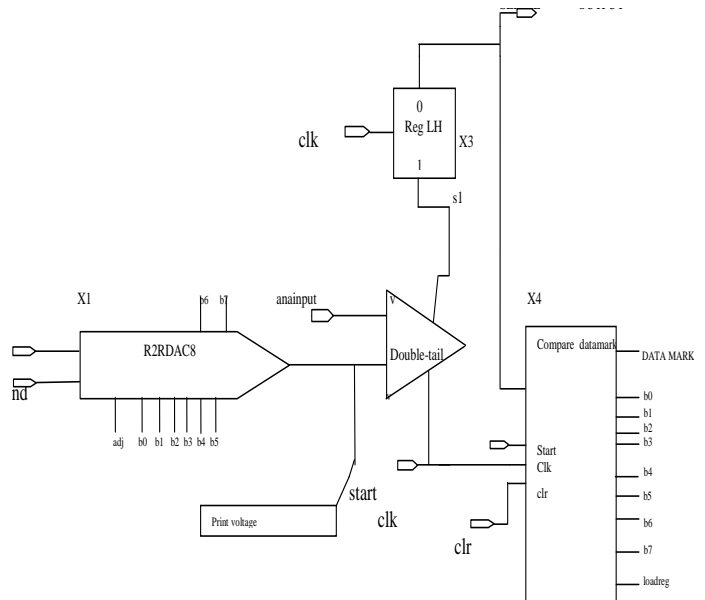 0
Reg LH
clk
X3
1
s1
X1
b6 b7
anainput
V
X4
R2RDAC8
Double-tail
Compare datamark
DATA MARK
nd
b0
b1
b2
b3
adj b0 b1 b2 b3 b4 b5
Start
Clk
b4
clr
b5
start
Print voltage
clk
b6
clr
b7
loadreg